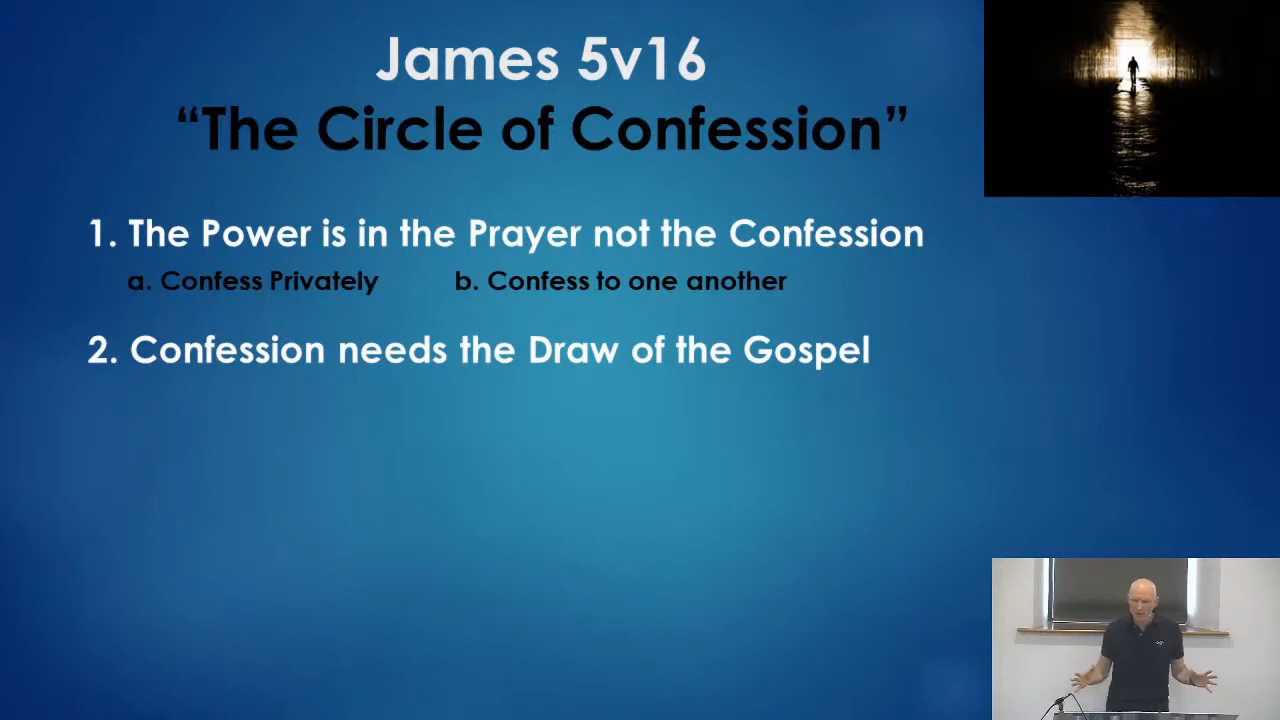 James 5v16
“The Circle of Confession”
1. The Power is in the Prayer not the Confession
a. Confess Privately b. Confess to one another
2. Confession needs the Draw of the Gospel